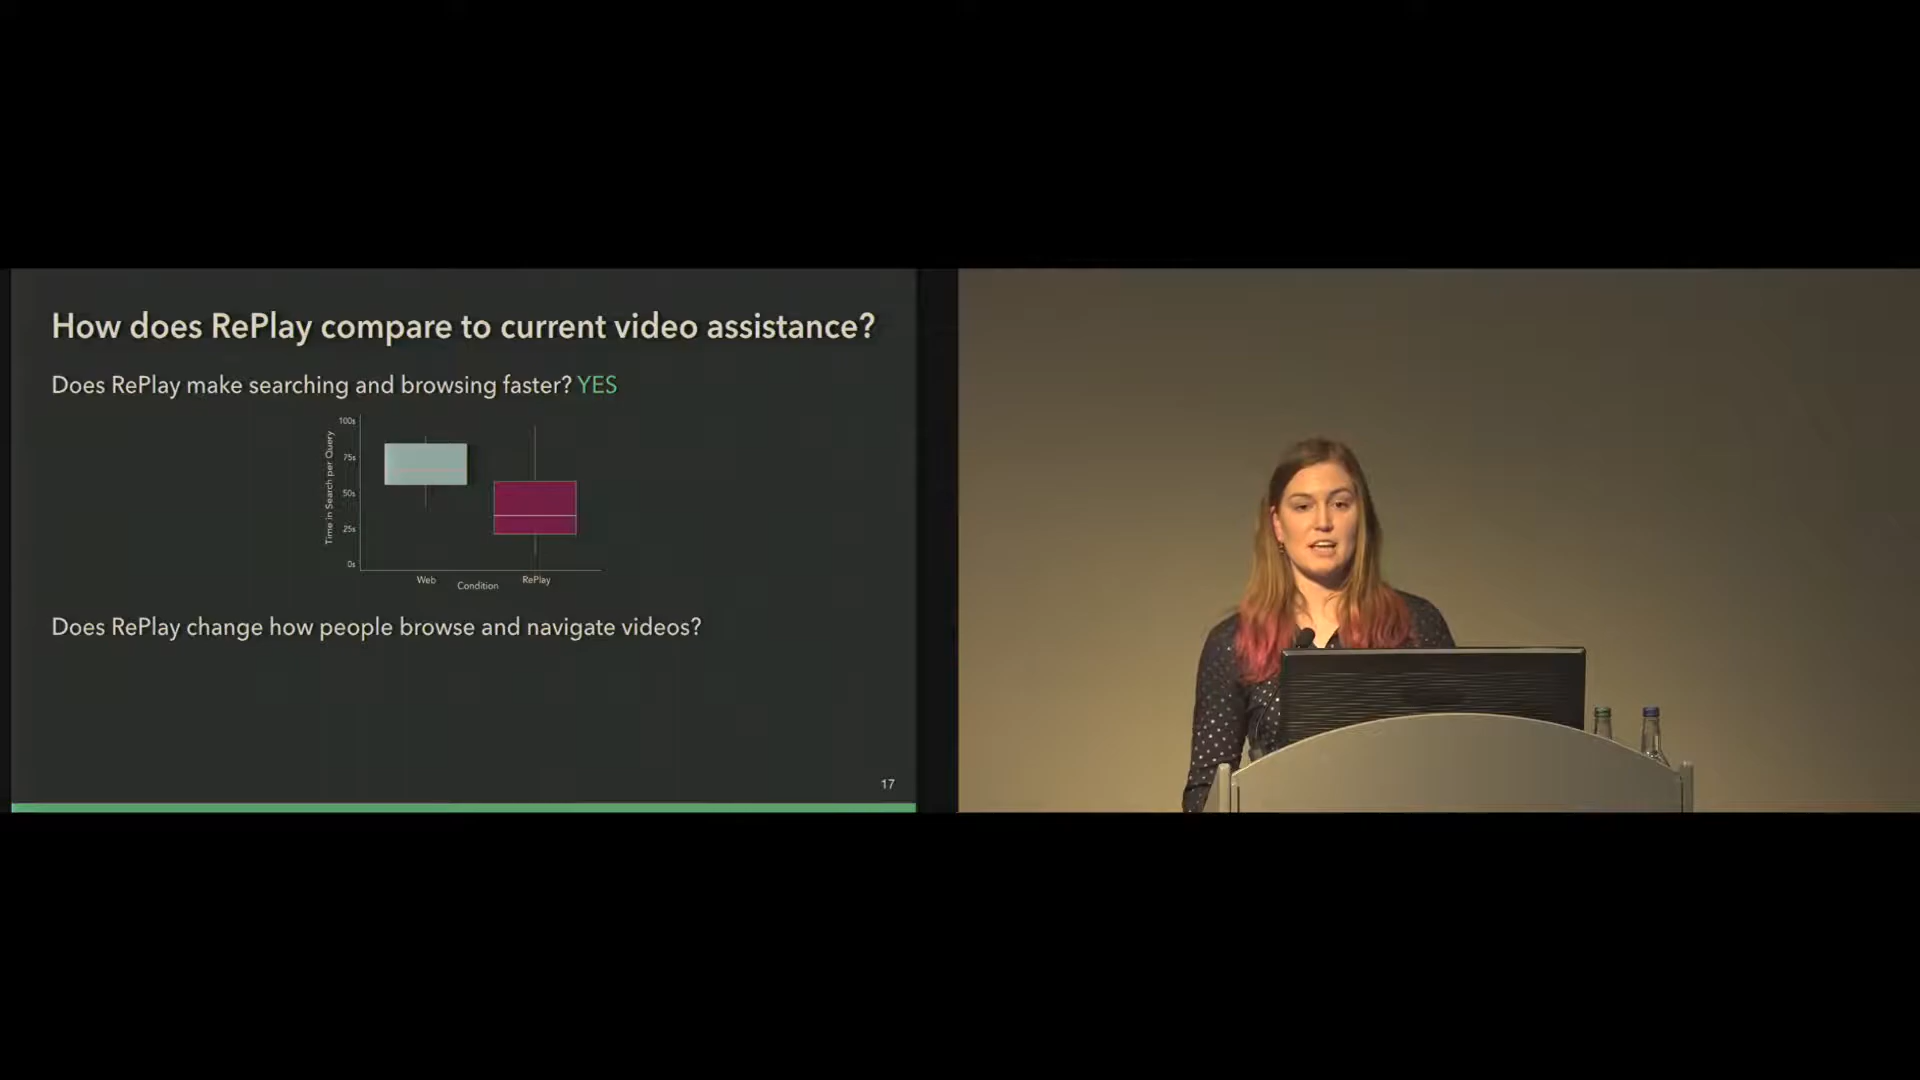 How does RePlay compare to current video assistance?
Does RePlay make searching and browsing faster? YES
Time in Search per Query
100s
75s
50s
25s
0s
Web
RePlay
Condition
Does RePlay change how people browse and navigate videos?
17